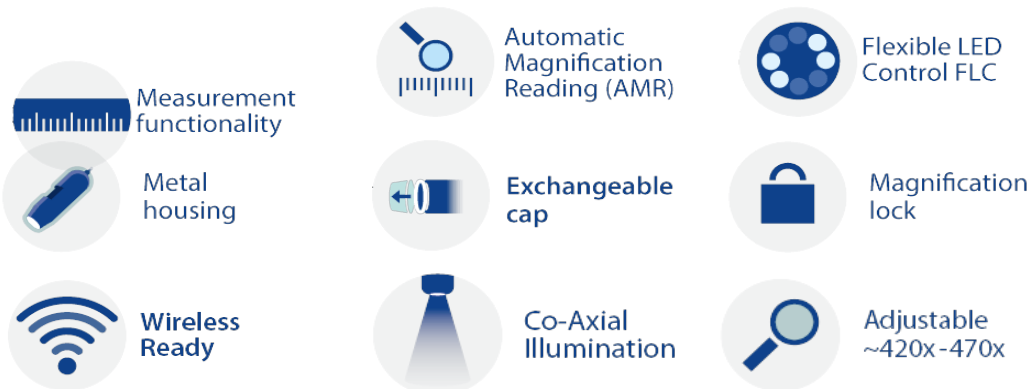 Measurement
functionality
Automatic
Magnification
Reading (AMR)
Flexible LED
Control FLC
Metal
housing
Exchangeable
cap
Magnification
lock
Wireless
Ready
Co-Axial
Illumination
Adjustable
~420x-470x